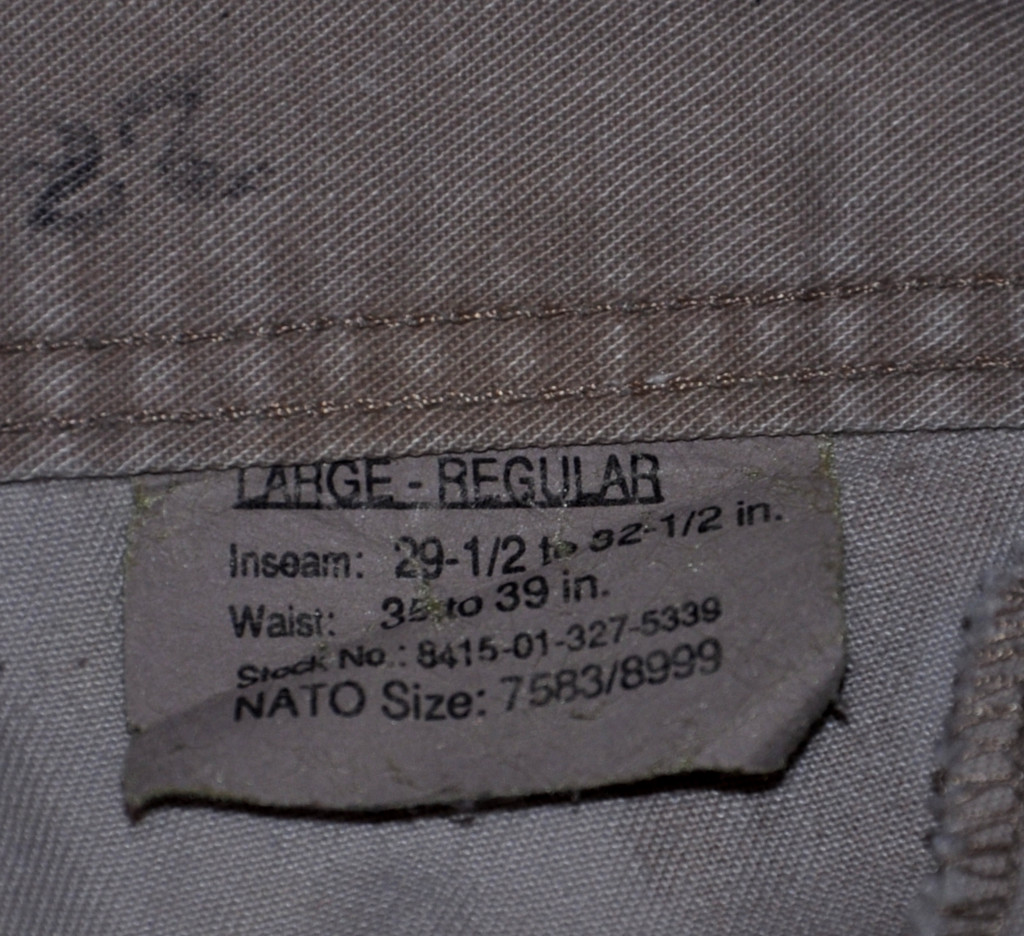 27
LARGE - REGULAR
Inseam: 29-1/2 to 32-1/2 in.
Waist: 35 to 39 in.
Stock No.: 8415-01-327-5339
NATO Size: 7583/8999